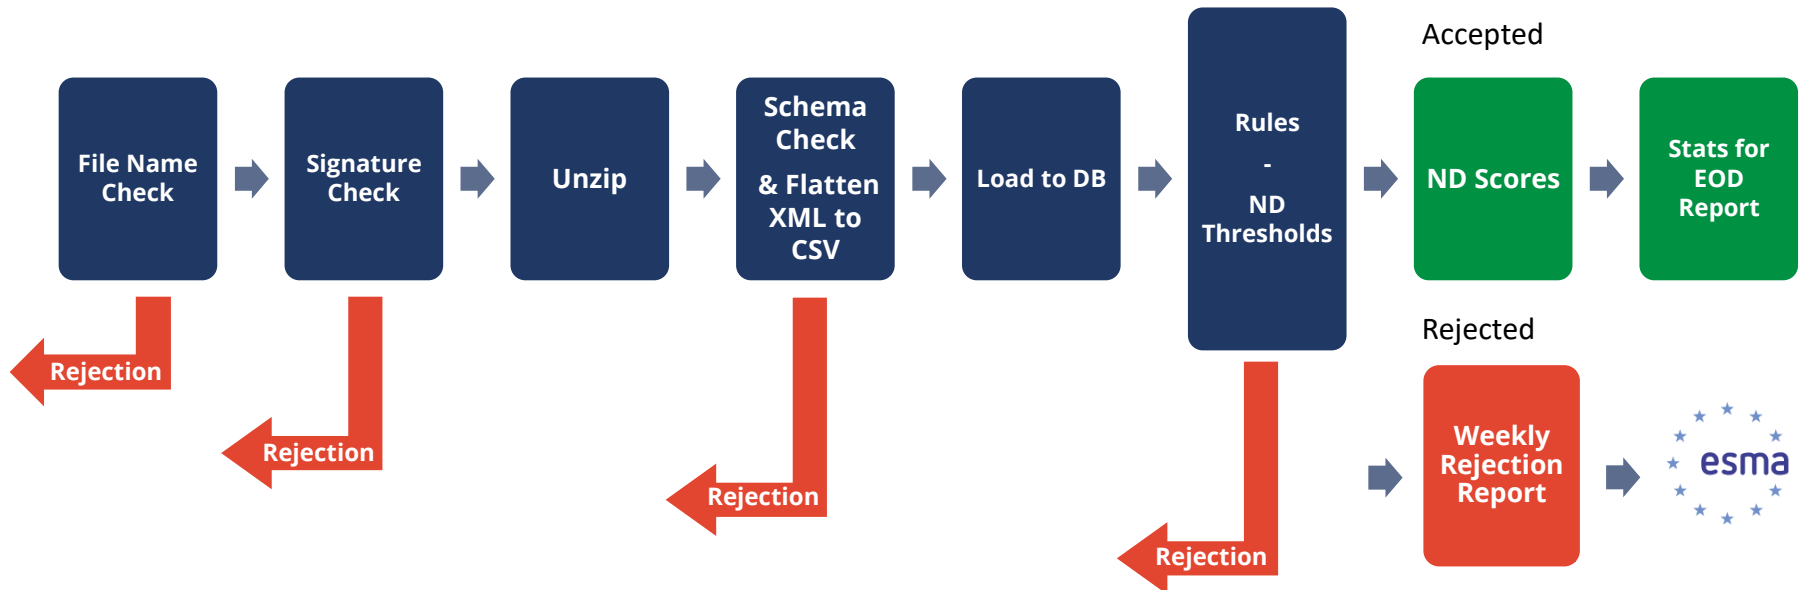 Accepted
File Name
Check
Signature
Check
Unzip
Schema
Check
& Flatten
XML to
CSV
Load to DB
Rules
-
ND
Thresholds
ND Scores
Stats for
EOD
Report
Rejection
Rejection
Rejection
Rejection
Rejected
Weekly
Rejection
Report
esma